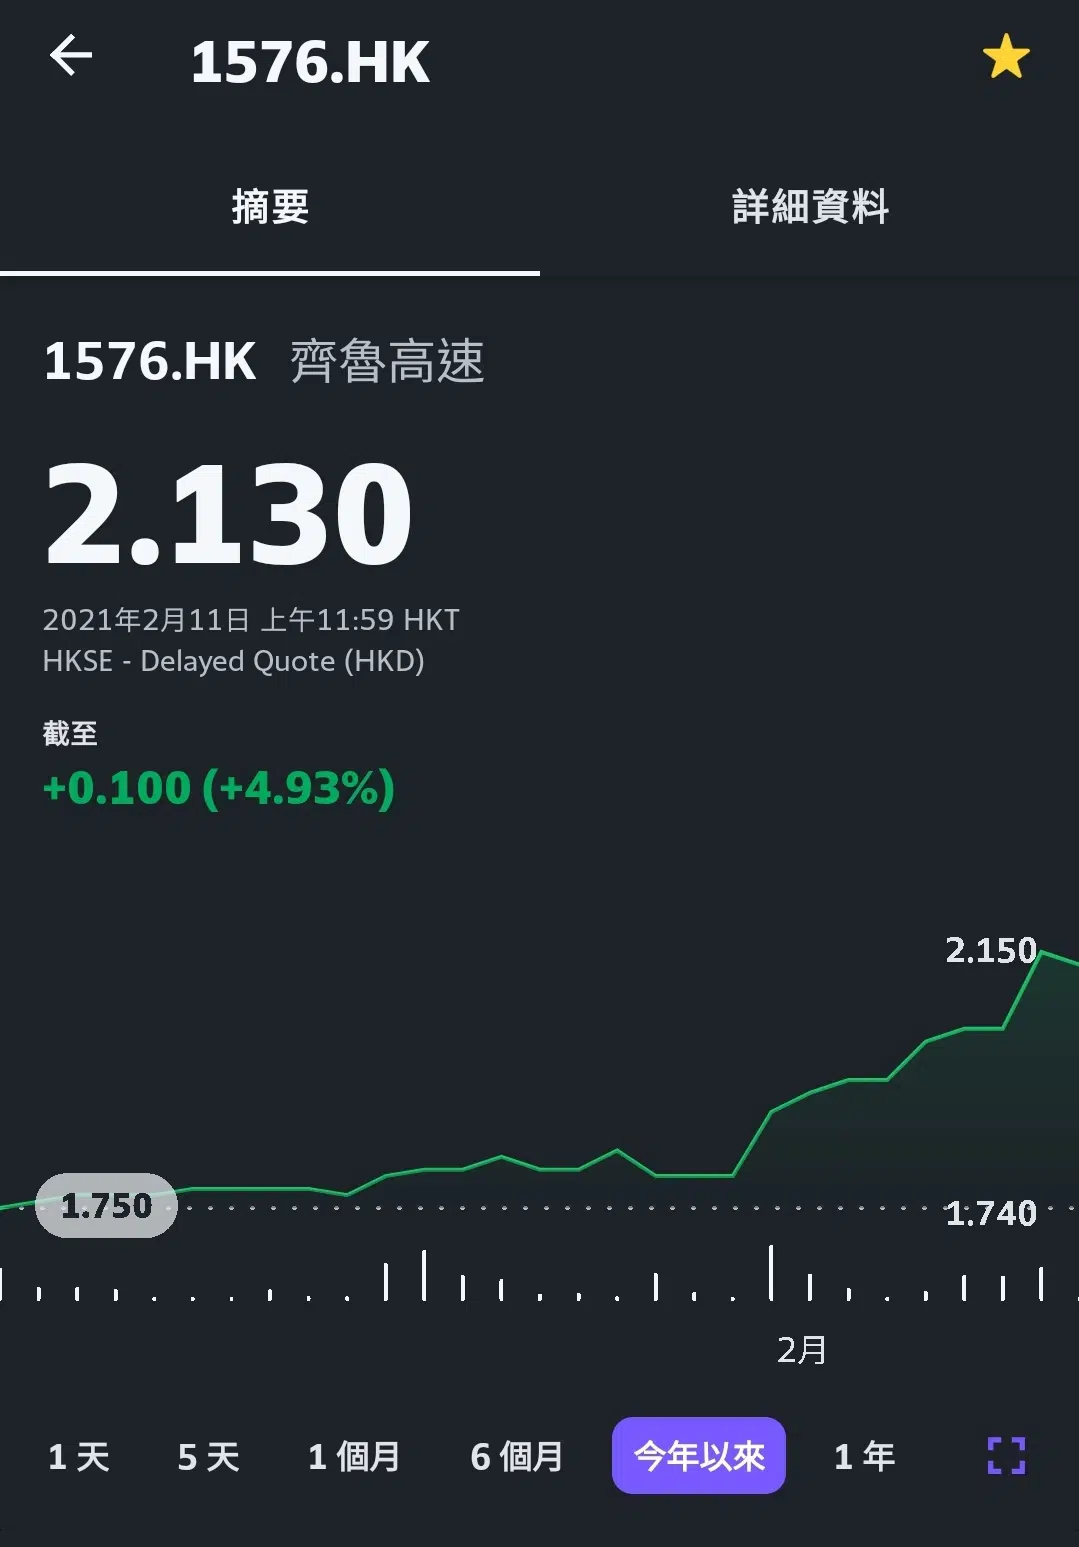 1576.HK
摘要
詳細資料
1576.HK 齊魯高速
2.130
2021年2月11日 上午11:59 HKT
HKSE - Delayed Quote (HKD)
截至
+0.100 (+4.93%)
2.150
1.750
1.740
2月
1 天
5 天
1 個月
6 個月
今年以來
1 年